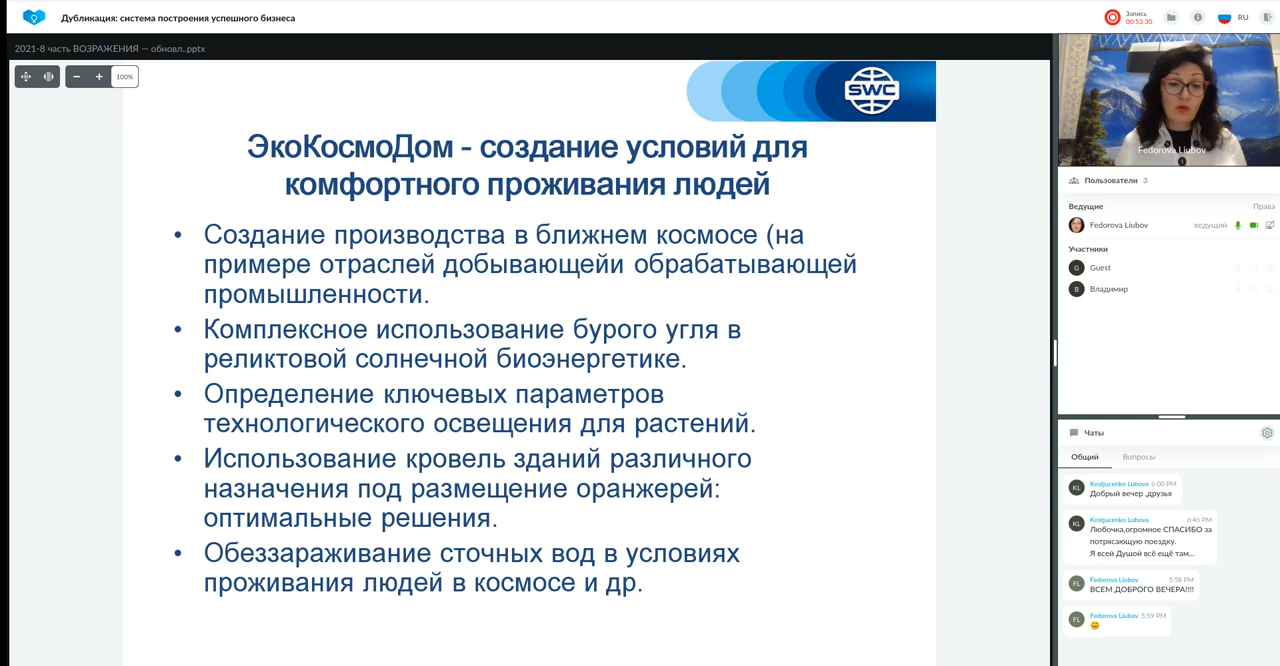 Дубликация: система построения успешного бизнеса
Запись
00:53:30
RU
2021-8 часть ВОЗРАЖЕНИЯ — обновл..pptx
100%
SWC
ЭкоКосмоДом - создание условий для
комфортного проживания людей
• Создание производства в ближнем космосе (на
примере отраслей добывающейи обрабатывающей
промышленности.
• Комплексное использование бурого угля в
реликтовой солнечной биоэнергетике.
• Определение ключевых параметров
технологического освещения для растений.
• Использование кровель зданий различного
назначения под размещение оранжерей:
оптимальные решения.
• Обеззараживание сточных вод в условиях
проживания людей в космосе и др.
Fedorova Liubov
Пользователи 3
Ведущие Права
Fedorova Liubov ведущий
Участники
G Guest
В Владимир
Чаты
Общий Вопросы
KL Kostjucenko Lubova 6:00 PM
Добрый вечер ,друзья
KL Kostjucenko Lubova 6:46 PM
Любочка,огромное СПАСИБО за
потрясающую поездку.
Я всей Душой всё ещё там...
FL Fedorova Liubov 5:58 PM
ВСЕМ ДОБРОГО ВЕЧЕРА!!!!
FL Fedorova Liubov 5:59 PM
😊